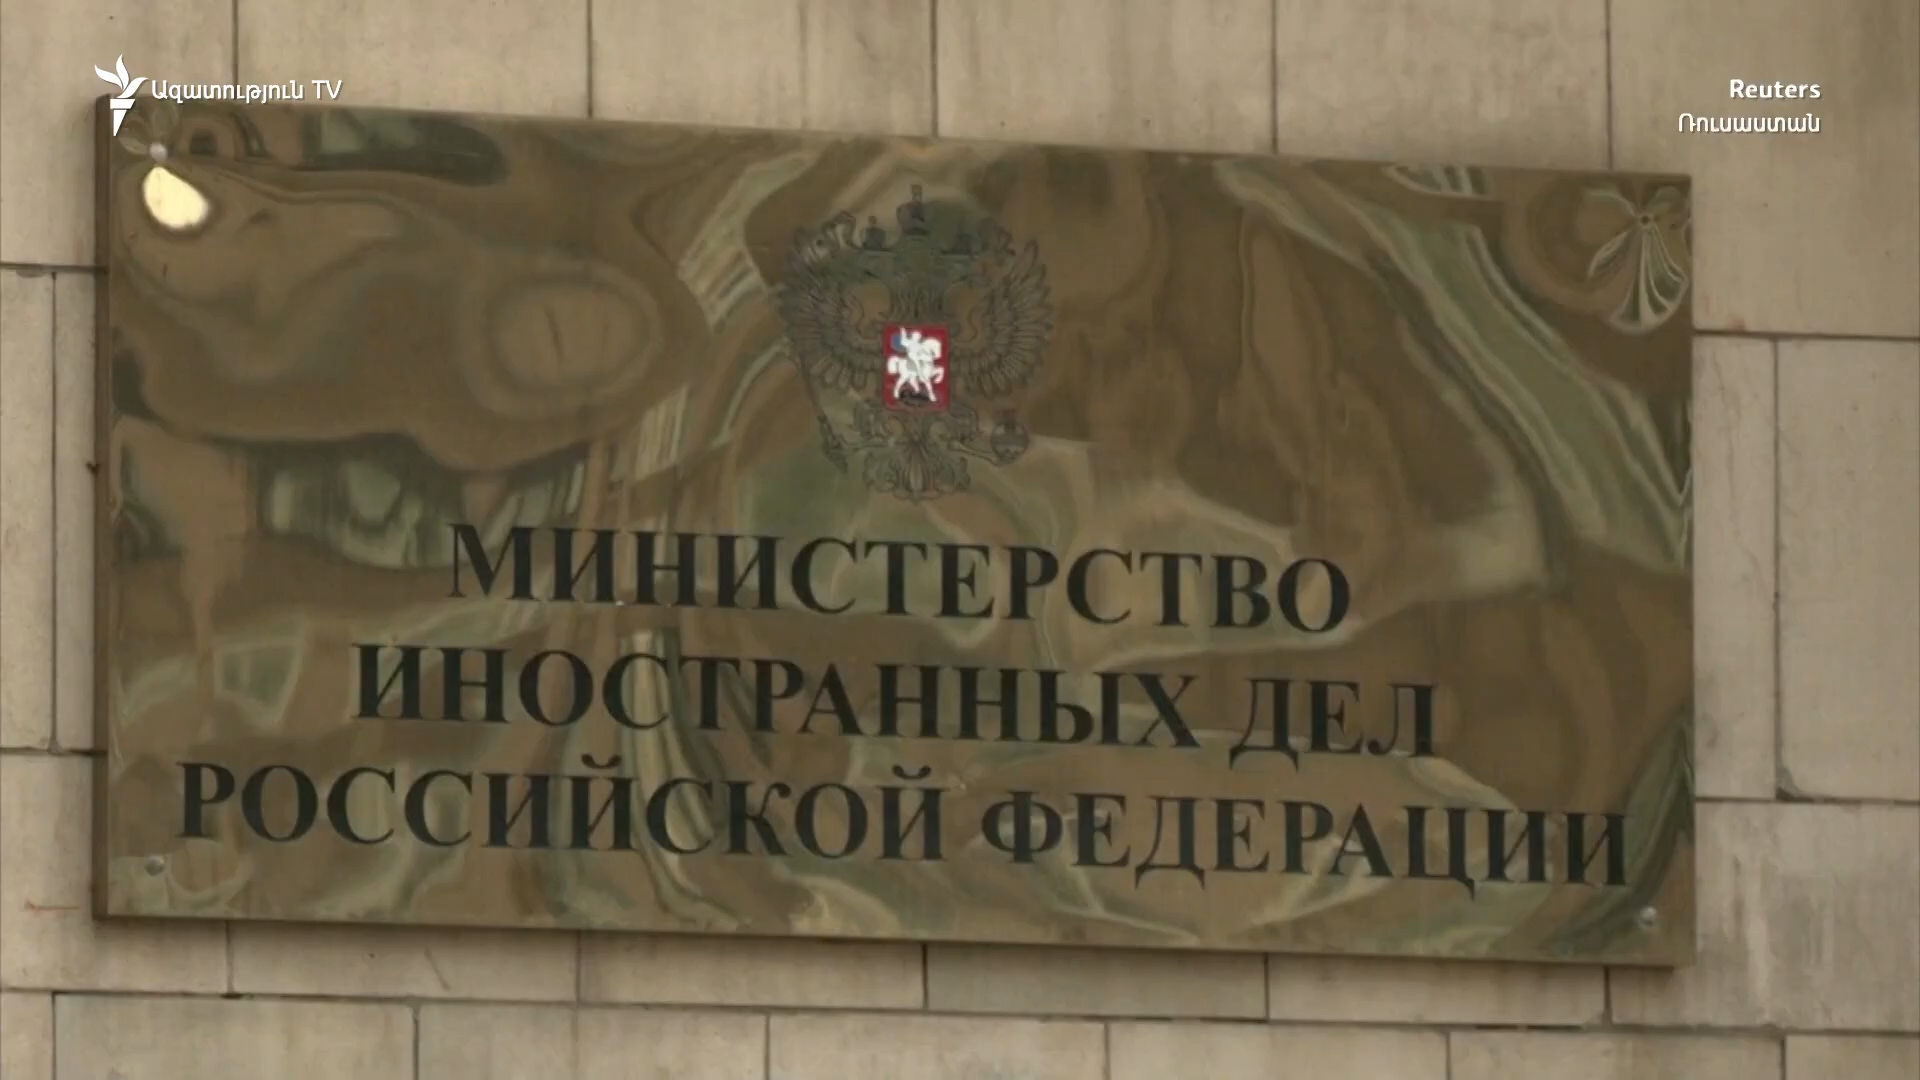 Ազատություն TV
Reuters
Ռուսաստան
МИНИСТЕРСТВО
ИНОСТРАННЫХ ДЕЛ
РОССИЙСКОЙ ФЕДЕРАЦИИ